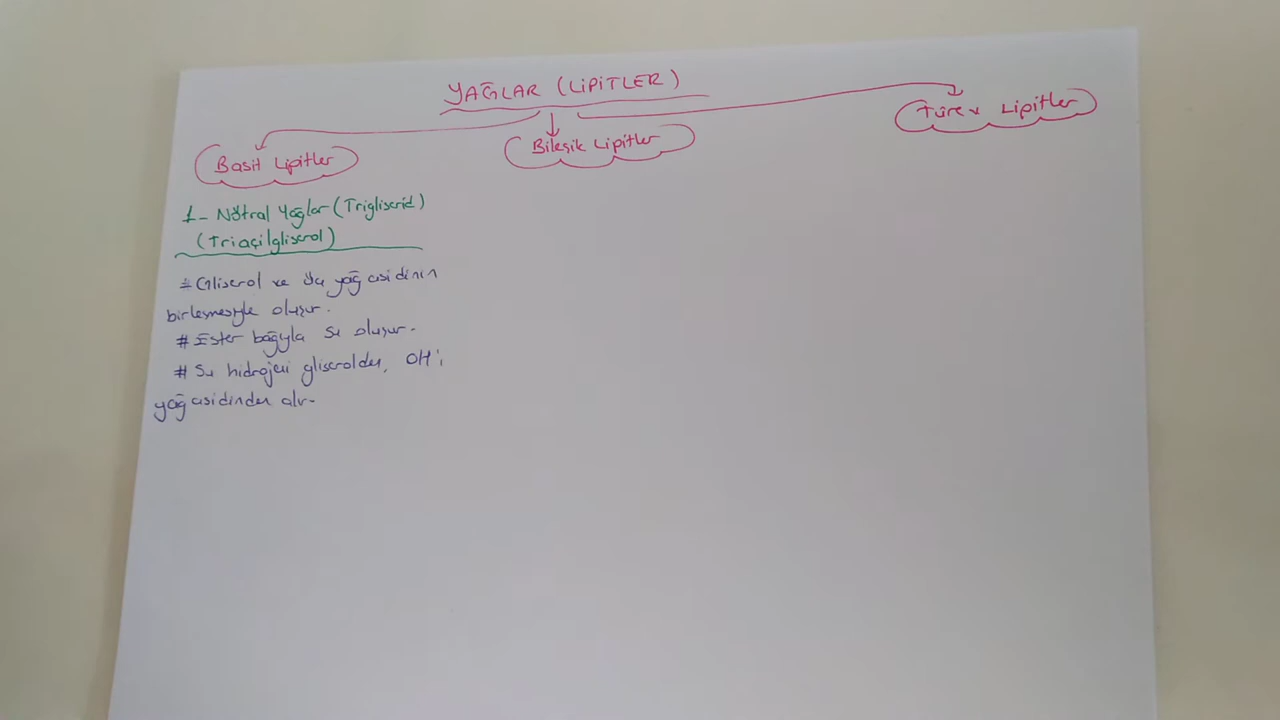 YAĞLAR (LİPİTLER)
Basit Lipitler
Bileşik Lipitler
Türev Lipitler
1- Nötral Yağlar (Trigliserid)
(Triaçilgliserol)
# Gliserol ve üç yağ asidinin
birleşmesiyle oluşur.
# Ester bağıyla su oluşur.
# Su hidrojeni gliserolden, OH'ı
yağ asidinden alır.